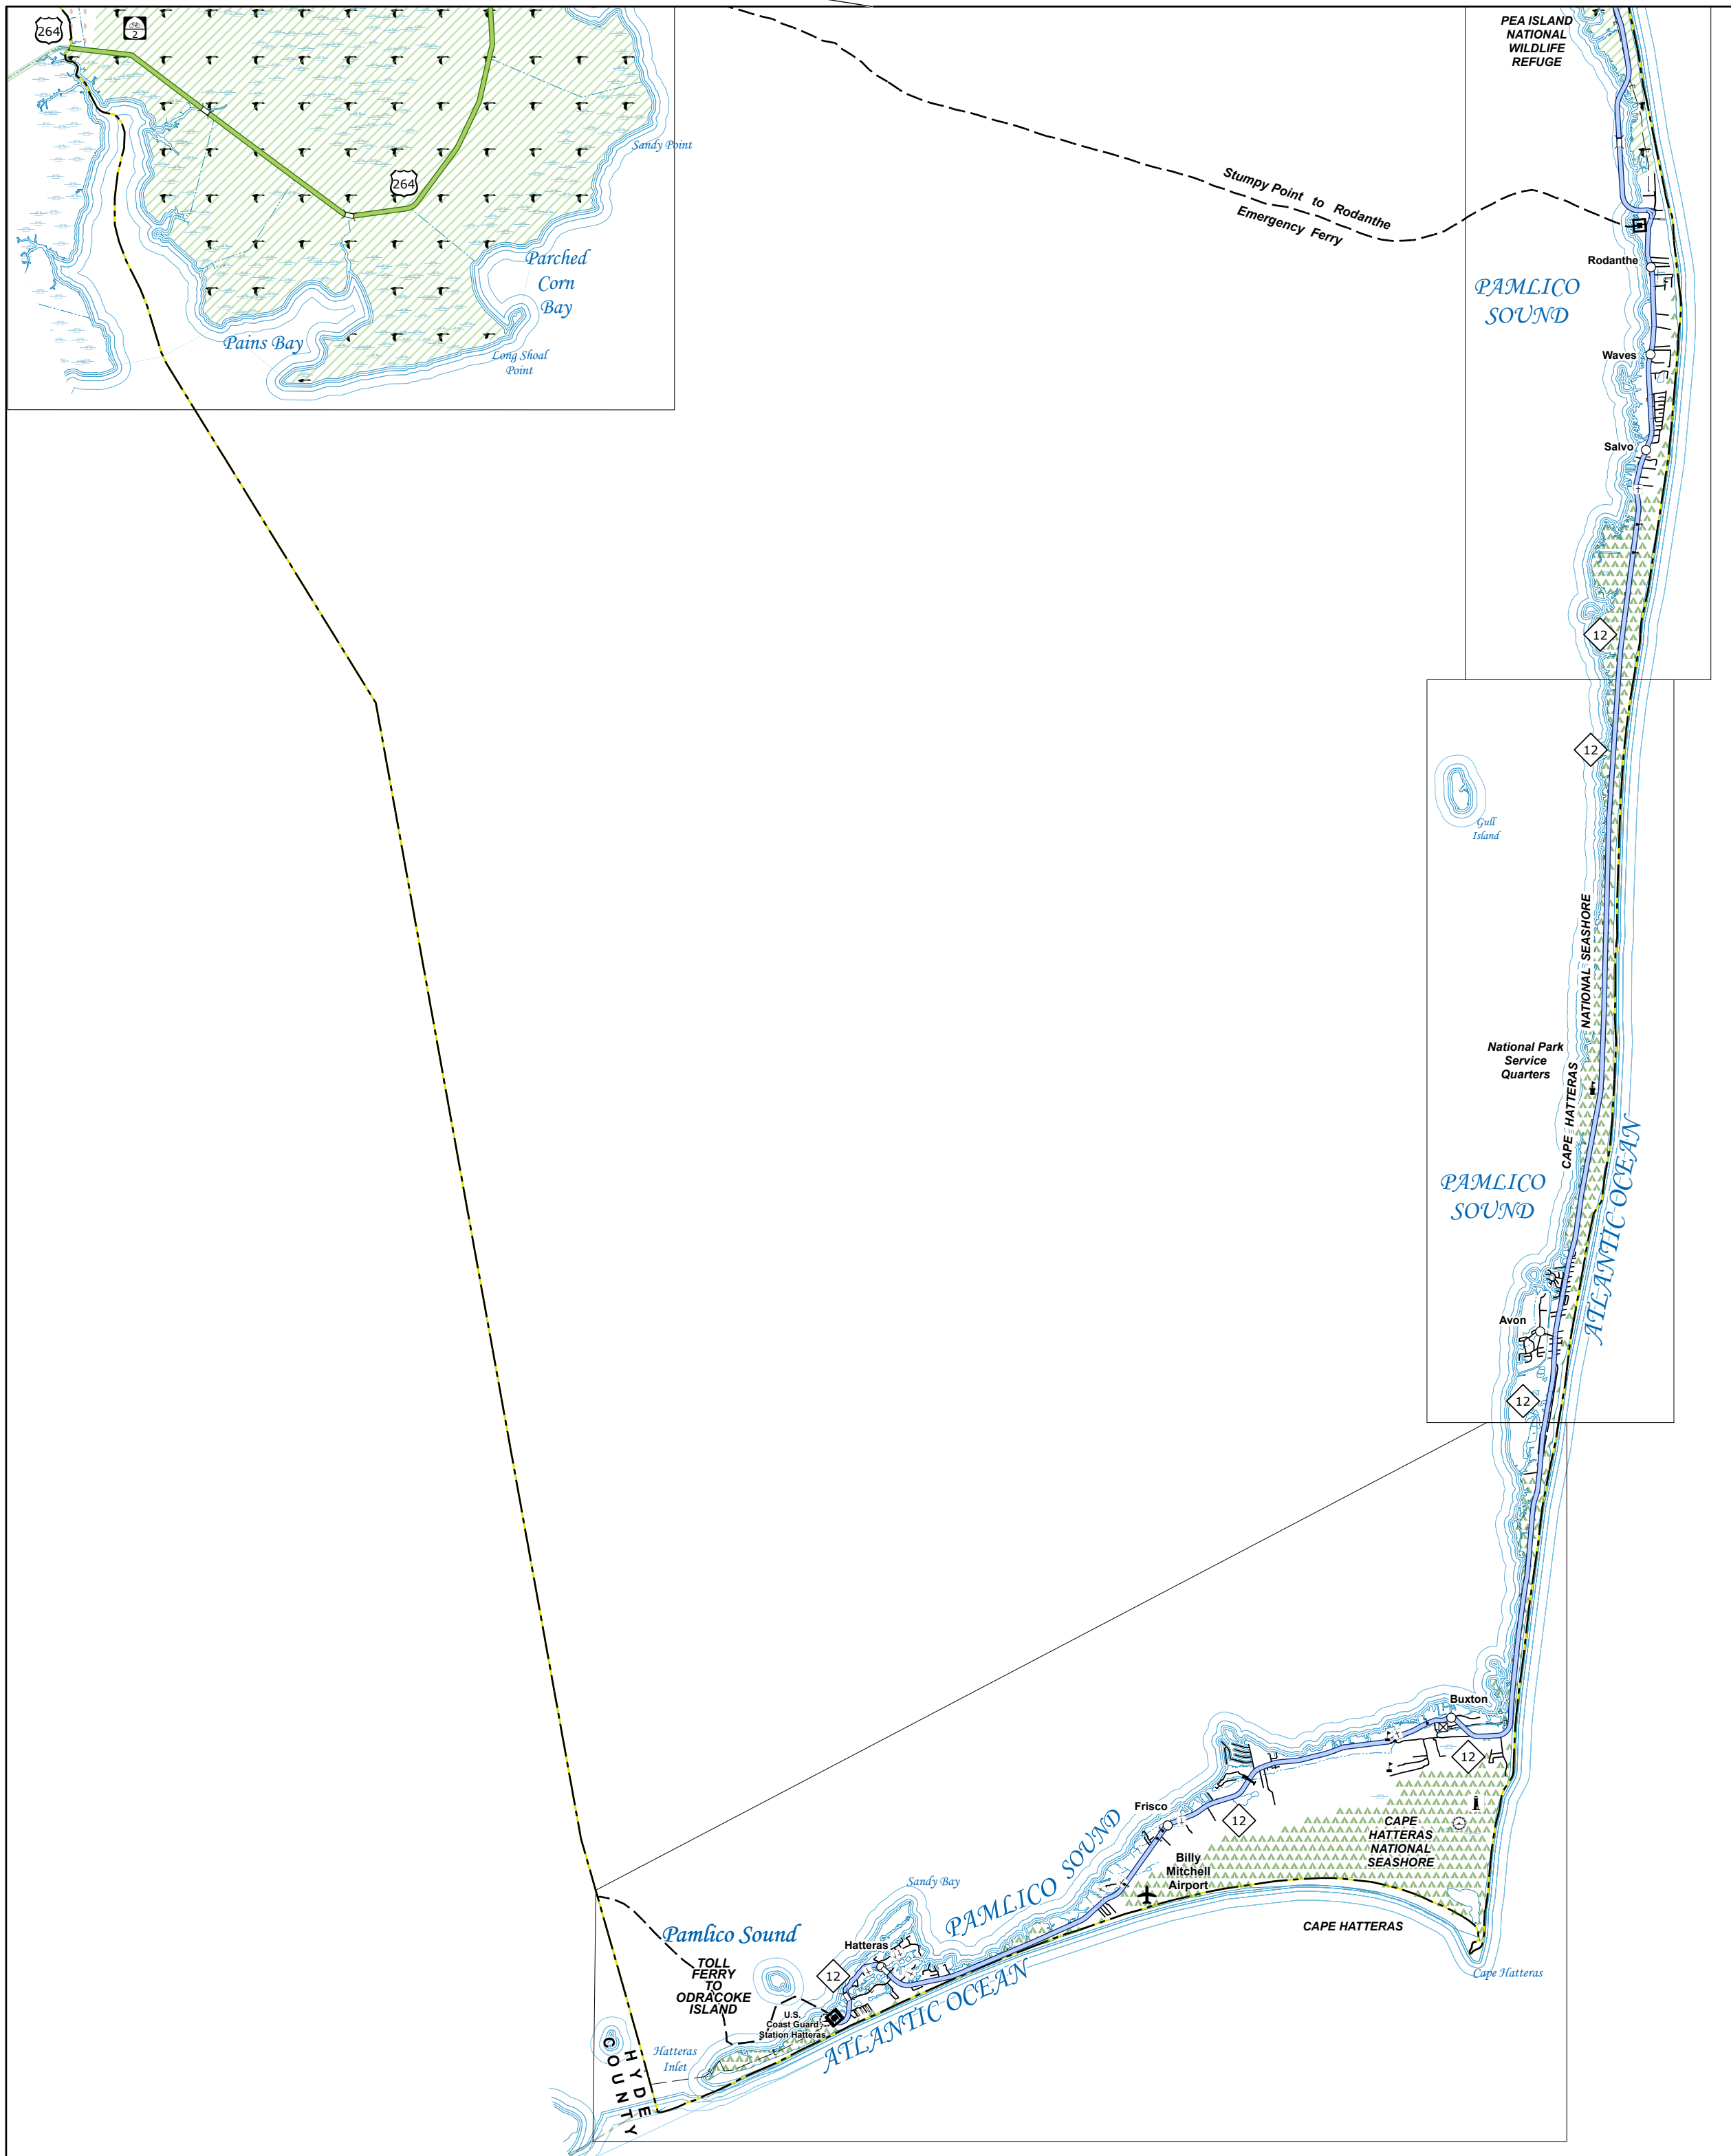 264
2
PEA ISLAND
NATIONAL
WILDLIFE
REFUGE
Sandy Point
264
Stumpy Point to Rodanthe
Emergency Ferry
Parched
Corn
Bay
Rodanthe
PAMLICO
SOUND
Pains Bay
Long Shoal
Point
Waves
Salvo
12
12
Gull
Island
NATIONAL SEASHORE
National Park
Service
Quarters
CAPE HATTERAS
ATLANTIC OCEAN
PAMLICO
SOUND
Avon
12
Buxton
12
Frisco
12
CAPE
HATTERAS
NATIONAL
SEASHORE
Billy
Mitchell
Airport
PAMLICO SOUND
Sandy Bay
CAPE HATTERAS
Pamlico Sound
Hatteras
TOLL
FERRY
TO
ODRACOKE
ISLAND
12
Cape Hatteras
U.S.
Coast Guard
Station Hatteras
ATLANTIC OCEAN
Hatteras
Inlet
HYDE
COUNTY